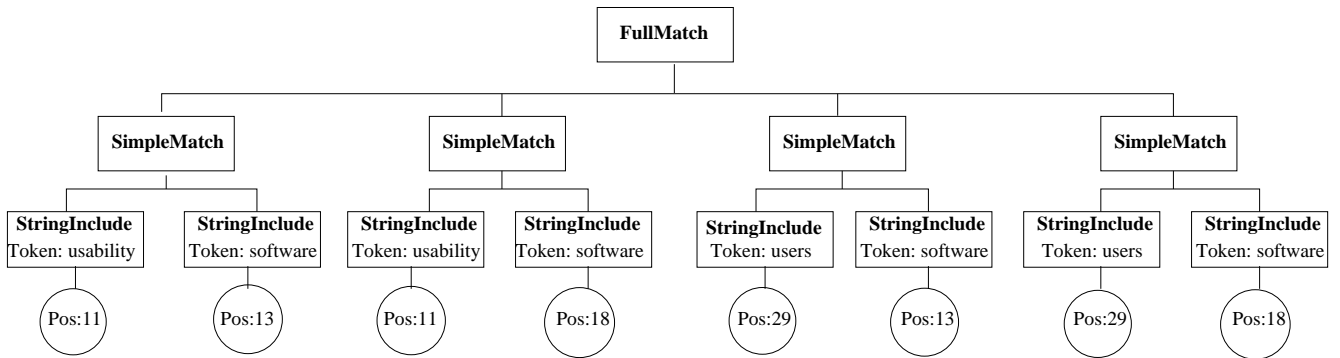 FullMatch
SimpleMatch SimpleMatch SimpleMatch SimpleMatch
StringInclude StringInclude StringInclude StringInclude StringInclude StringInclude StringInclude StringInclude
Token: usability Token: software Token: usability Token: software Token: users Token: software Token: users Token: software
Pos:11 Pos:13 Pos:11 Pos:18 Pos:29 Pos:13 Pos:29 Pos:18